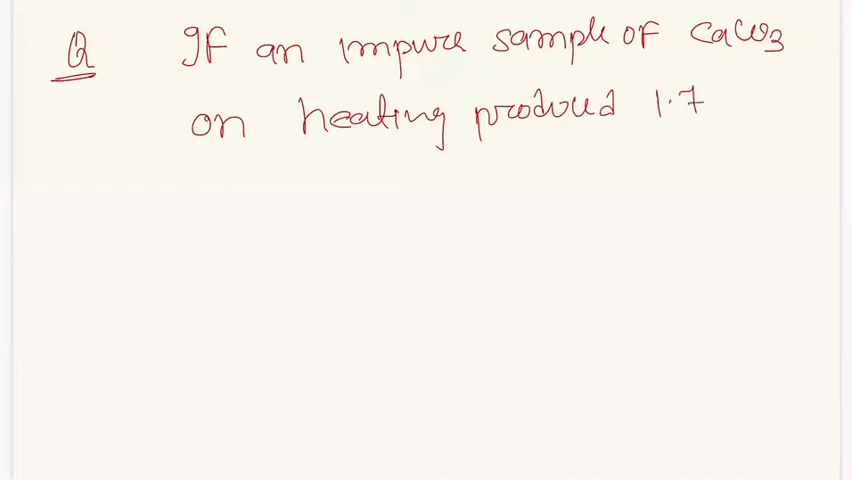 Q If an impure sample of CaCO3
on heating produced 1.7